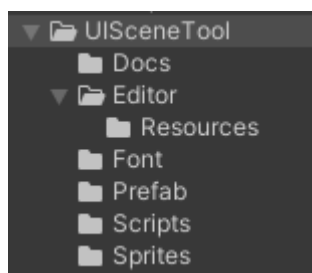 UISceneTool
Docs
Editor
Resources
Font
Prefab
Scripts
Sprites